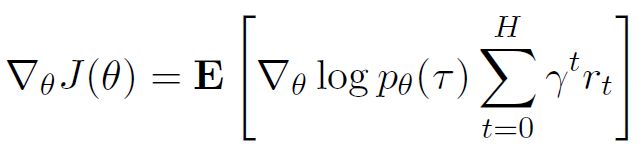 ∇_θ J(θ) = E [ ∇_θ log p_θ(τ) ∑_{t=0}^{H} γ^t r_t ]